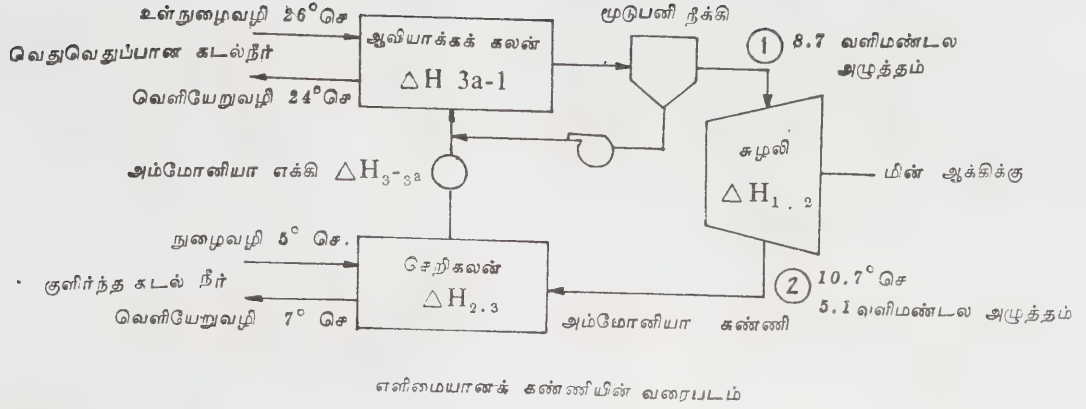 உள்நுழைவழி 26°செ
வெதுவெதுப்பான கடல்நீர்
வெளியேறுவழி 24°செ
ஆவியாக்கக் கலன்
△H 3a-1
மூடுபனி நீக்கி
1
8.7 வளிமண்டல
அழுத்தம்
சுழலி
△H1.2
மின் ஆக்கிக்கு
அம்மோனியா எக்கி △H3-3a
நுழைவழி 5° செ.
குளிர்ந்த கடல் நீர்
வெளியேறுவழி 7° செ
செறிகலன்
△H2.3
2
10.7°செ
5.1 வளிமண்டல அழுத்தம்
அம்மோனியா கண்ணி
எளிமையானக் கண்ணியின் வரைபடம்